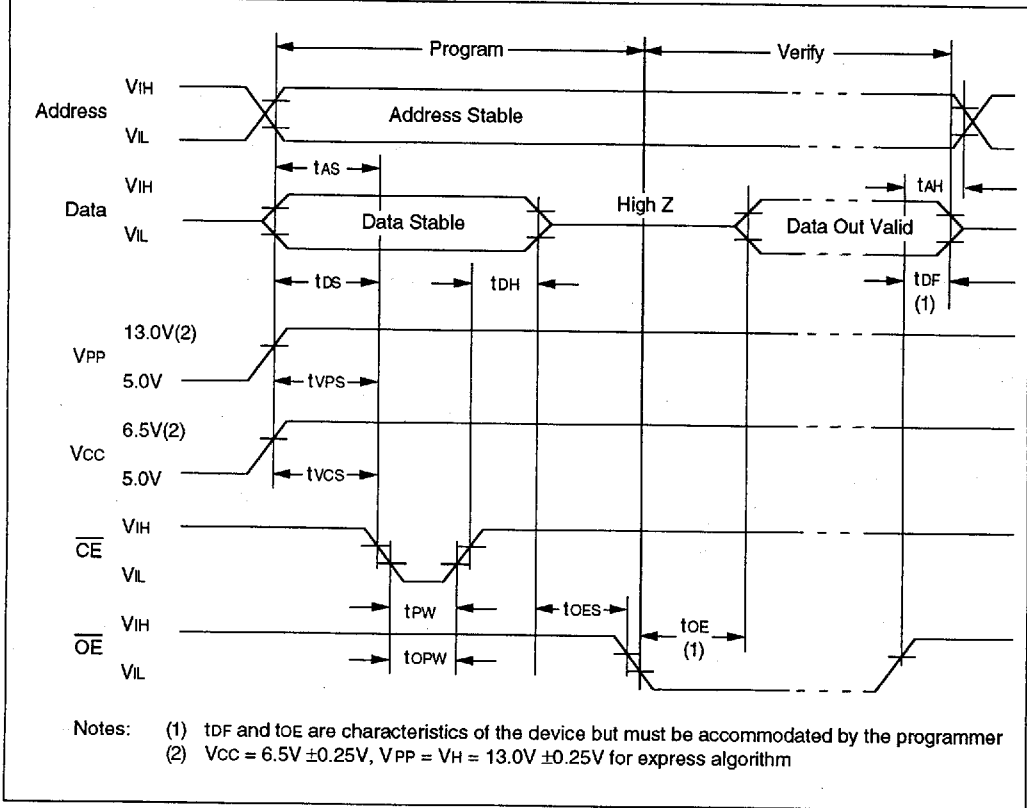 Program
Verify
Address
VIH
VIL
Address Stable
tAS
tAH
Data
VIH
VIL
Data Stable
High Z
Data Out Valid
tDS
tDH
tDF
(1)
VPP
13.0V(2)
5.0V
tVPS
VCC
6.5V(2)
5.0V
tVCS
CE
VIH
VIL
tPW
tOES
tOE
(1)
OE
VIH
VIL
tOPW
Notes: (1) tDF and tOE are characteristics of the device but must be accommodated by the programmer
(2) VCC = 6.5V ±0.25V, VPP = VH = 13.0V ±0.25V for express algorithm